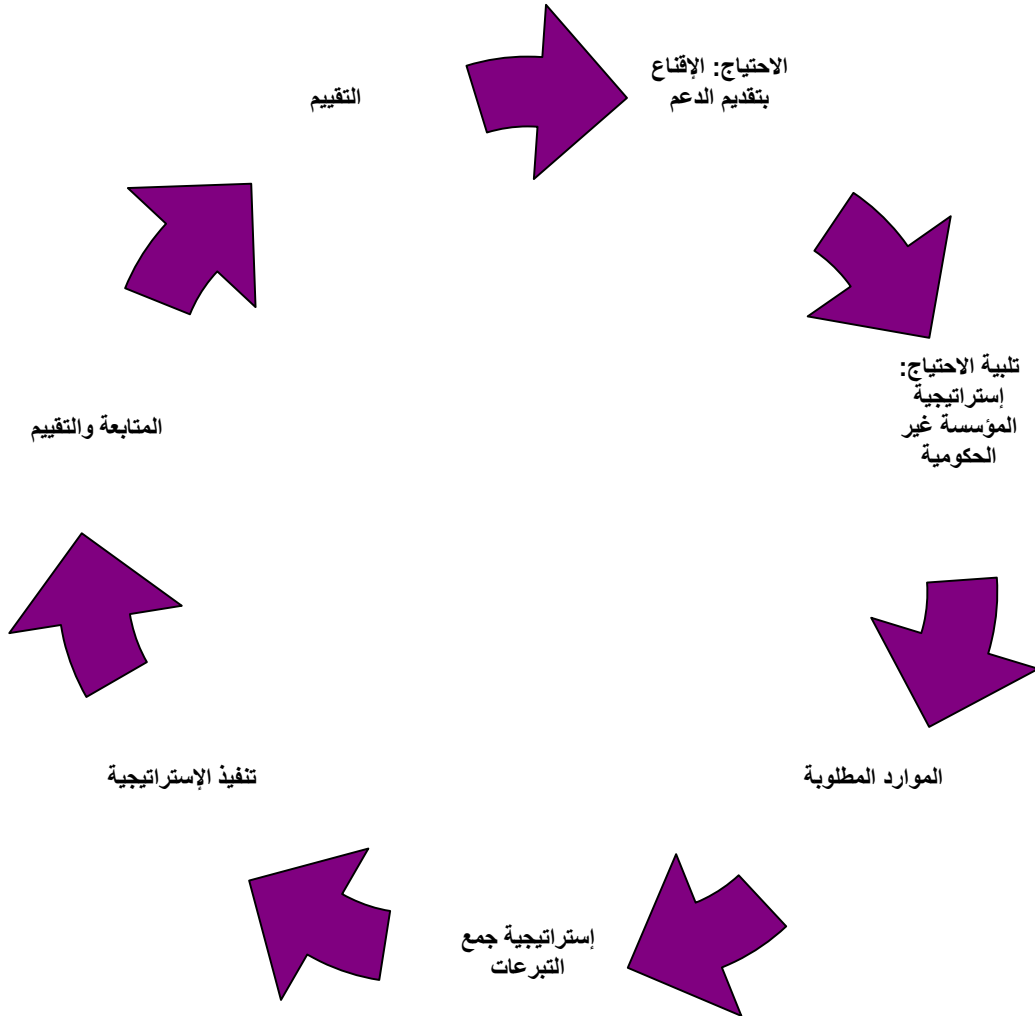 الاحتياج: الإقناع
بتقديم الدعم
تلبية الاحتياج:
إستراتيجية
المؤسسة غير
الحكومية
الموارد المطلوبة
إستراتيجية جمع
التبرعات
تنفيذ الإستراتيجية
المتابعة والتقييم
التقييم